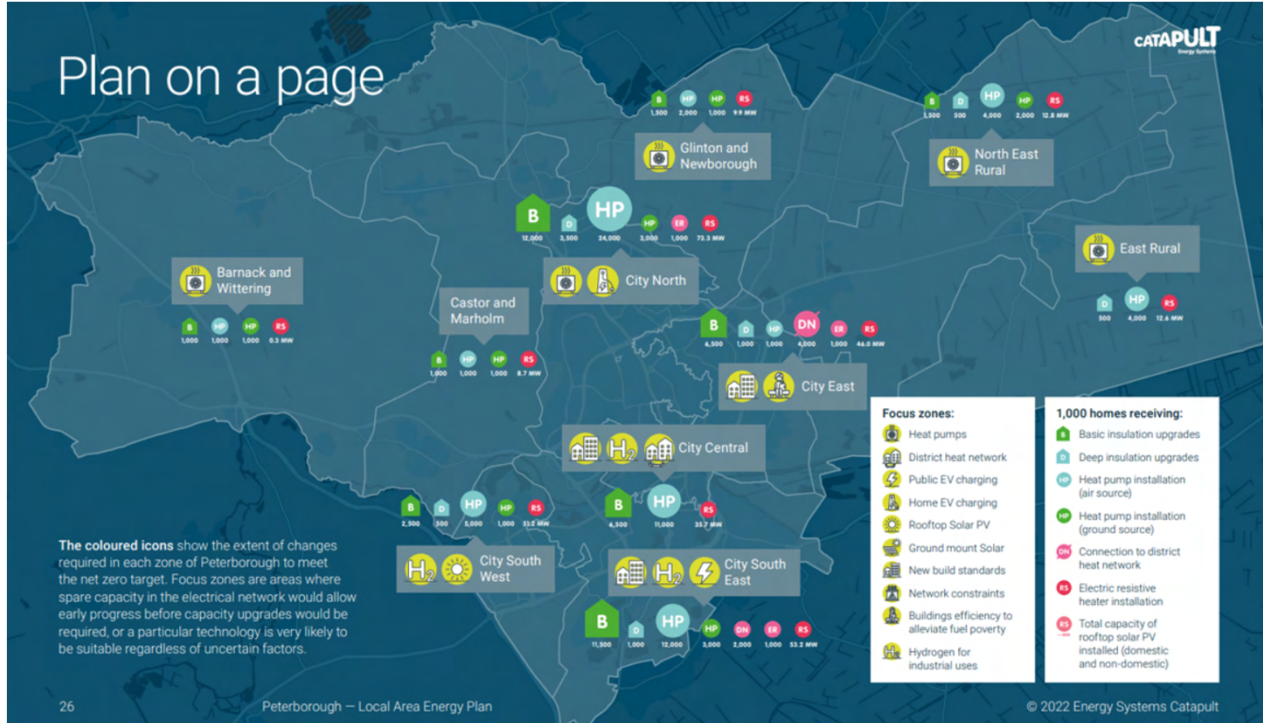 CATAPULT
Energy Systems
Plan on a page
B HP HP RS
1,500 2,000 1,000 9.9 MW
Glinton and
Newborough
B D HP HP RS
1,500 500 4,000 2,000 12.8 MW
North East
Rural
B D HP HP ER RS
12,000 3,500 24,000 3,000 1,000 73.3 MW
City North
East Rural
D HP RS
500 4,000 12.6 MW
Barnack and
Wittering
B HP HP RS
1,000 1,000 1,000 0.3 MW
Castor and
Marholm
B HP HP RS
1,000 1,000 1,000 8.7 MW
B D HP DN ER RS
6,500 1,000 1,000 4,000 1,000 46.0 MW
City East
H2 City Central
B D HP HP RS
2,500 500 5,000 1,000
H2 City South
West
B HP RS
6,500 11,000
H2 City South
East
B D HP HP DN ER RS
11,500 1,000 12,000 3,000 2,000 1,000 53.2 MW
The coloured icons show the extent of changes
required in each zone of Peterborough to meet
the net zero target. Focus zones are areas where
spare capacity in the electrical network would allow
early progress before capacity upgrades would be
required, or a particular technology is very likely to
be suitable regardless of uncertain factors.
Focus zones:
Heat pumps
District heat network
Public EV charging
Home EV charging
Rooftop Solar PV
Ground mount Solar
New build standards
Network constraints
Buildings efficiency to
alleviate fuel poverty
H2 Hydrogen for
industrial uses
1,000 homes receiving:
B Basic insulation upgrades
D Deep insulation upgrades
HP Heat pump installation
(air source)
HP Heat pump installation
(ground source)
DN Connection to district
heat network
RS Electric resistive
heater installation
RS Total capacity of
rooftop solar PV
installed (domestic
and non-domestic)
26
Peterborough — Local Area Energy Plan
© 2022 Energy Systems Catapult